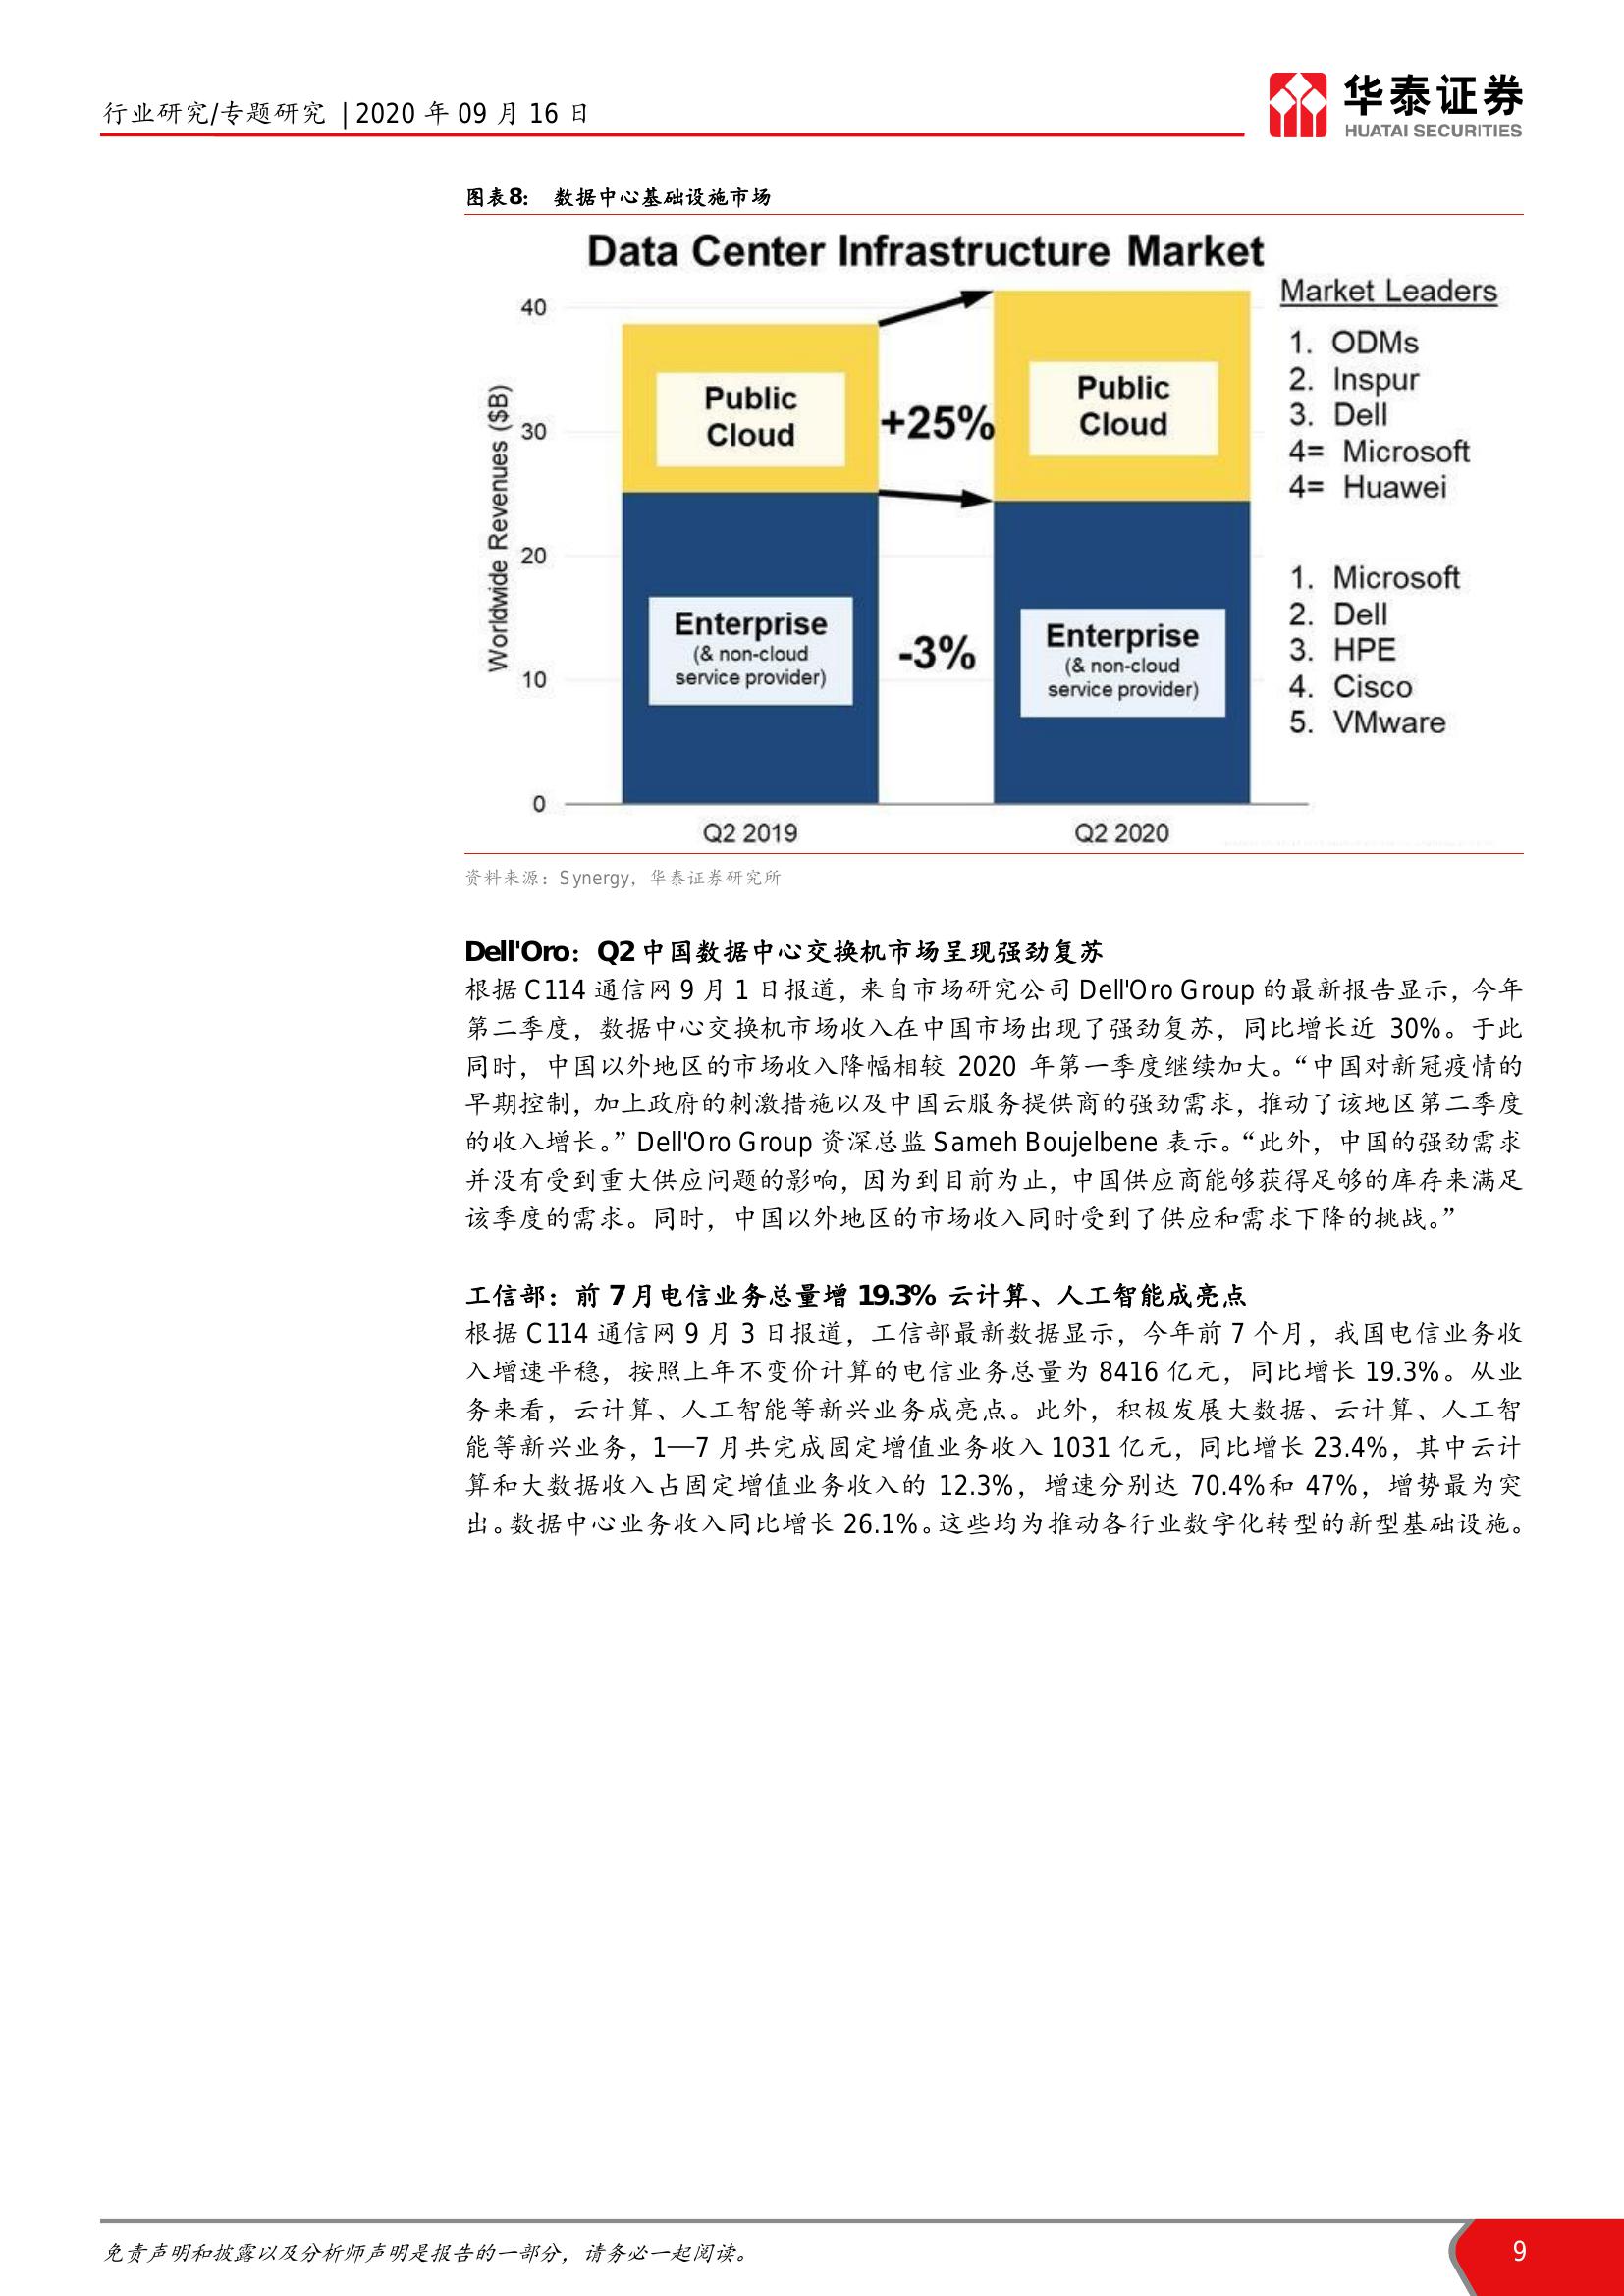 行业研究/专题研究 | 2020 年 09 月 16 日
华泰证券
HUATAI SECURITIES
图表8： 数据中心基础设施市场
Data Center Infrastructure Market
Worldwide Revenues ($B)
40
30
20
10
0
Public
Cloud
+25%
Public
Cloud
Enterprise
(& non-cloud
service provider)
-3%
Enterprise
(& non-cloud
service provider)
Q2 2019
Q2 2020
Market Leaders
1. ODMs
2. Inspur
3. Dell
4= Microsoft
4= Huawei
1. Microsoft
2. Dell
3. HPE
4. Cisco
5. VMware
资料来源：Synergy，华泰证券研究所
Dell'Oro：Q2 中国数据中心交换机市场呈现强劲复苏
根据 C114 通信网 9 月 1 日报道，来自市场研究公司 Dell'Oro Group 的最新报告显示，今年
第二季度，数据中心交换机市场收入在中国市场出现了强劲复苏，同比增长近 30%。于此
同时，中国以外地区的市场收入降幅相较 2020 年第一季度继续加大。“中国对新冠疫情的
早期控制，加上政府的刺激措施以及中国云服务提供商的强劲需求，推动了该地区第二季度
的收入增长。”Dell'Oro Group 资深总监 Sameh Boujelbene 表示。“此外，中国的强劲需求
并没有受到重大供应问题的影响，因为到目前为止，中国供应商能够获得足够的库存来满足
该季度的需求。同时，中国以外地区的市场收入同时受到了供应和需求下降的挑战。”
工信部：前 7 月电信业务总量增 19.3% 云计算、人工智能成亮点
根据 C114 通信网 9 月 3 日报道，工信部最新数据显示，今年前 7 个月，我国电信业务收
入增速平稳，按照上年不变价计算的电信业务总量为 8416 亿元，同比增长 19.3%。从业
务来看，云计算、人工智能等新兴业务成亮点。此外，积极发展大数据、云计算、人工智
能等新兴业务，1—7 月共完成固定增值业务收入 1031 亿元，同比增长 23.4%，其中云计
算和大数据收入占固定增值业务收入的 12.3%，增速分别达 70.4%和 47%，增势最为突
出。数据中心业务收入同比增长 26.1%。这些均为推动各行业数字化转型的新型基础设施。
免责声明和披露以及分析师声明是报告的一部分，请务必一起阅读。
9